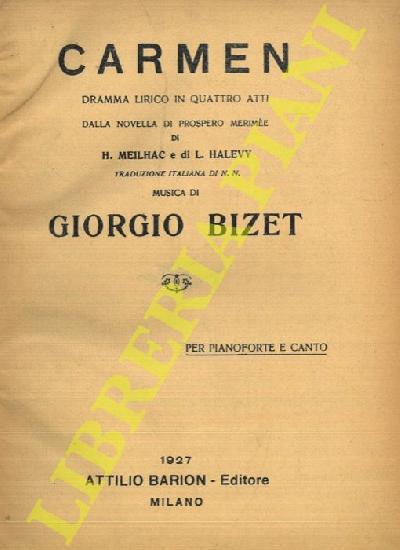 CARMEN
DRAMMA LIRICO IN QUATTRO ATTI
DALLA NOVELLA DI PROSPERO MERIMÈE
DI
H. MEILHAC e di L. HALEVY
TRADUZIONE ITALIANA DI N. N.
MUSICA DI
GIORGIO BIZET
PER PIANOFORTE E CANTO
1927
ATTILIO BARION - Editore
MILANO
LIBRERIA PIANI